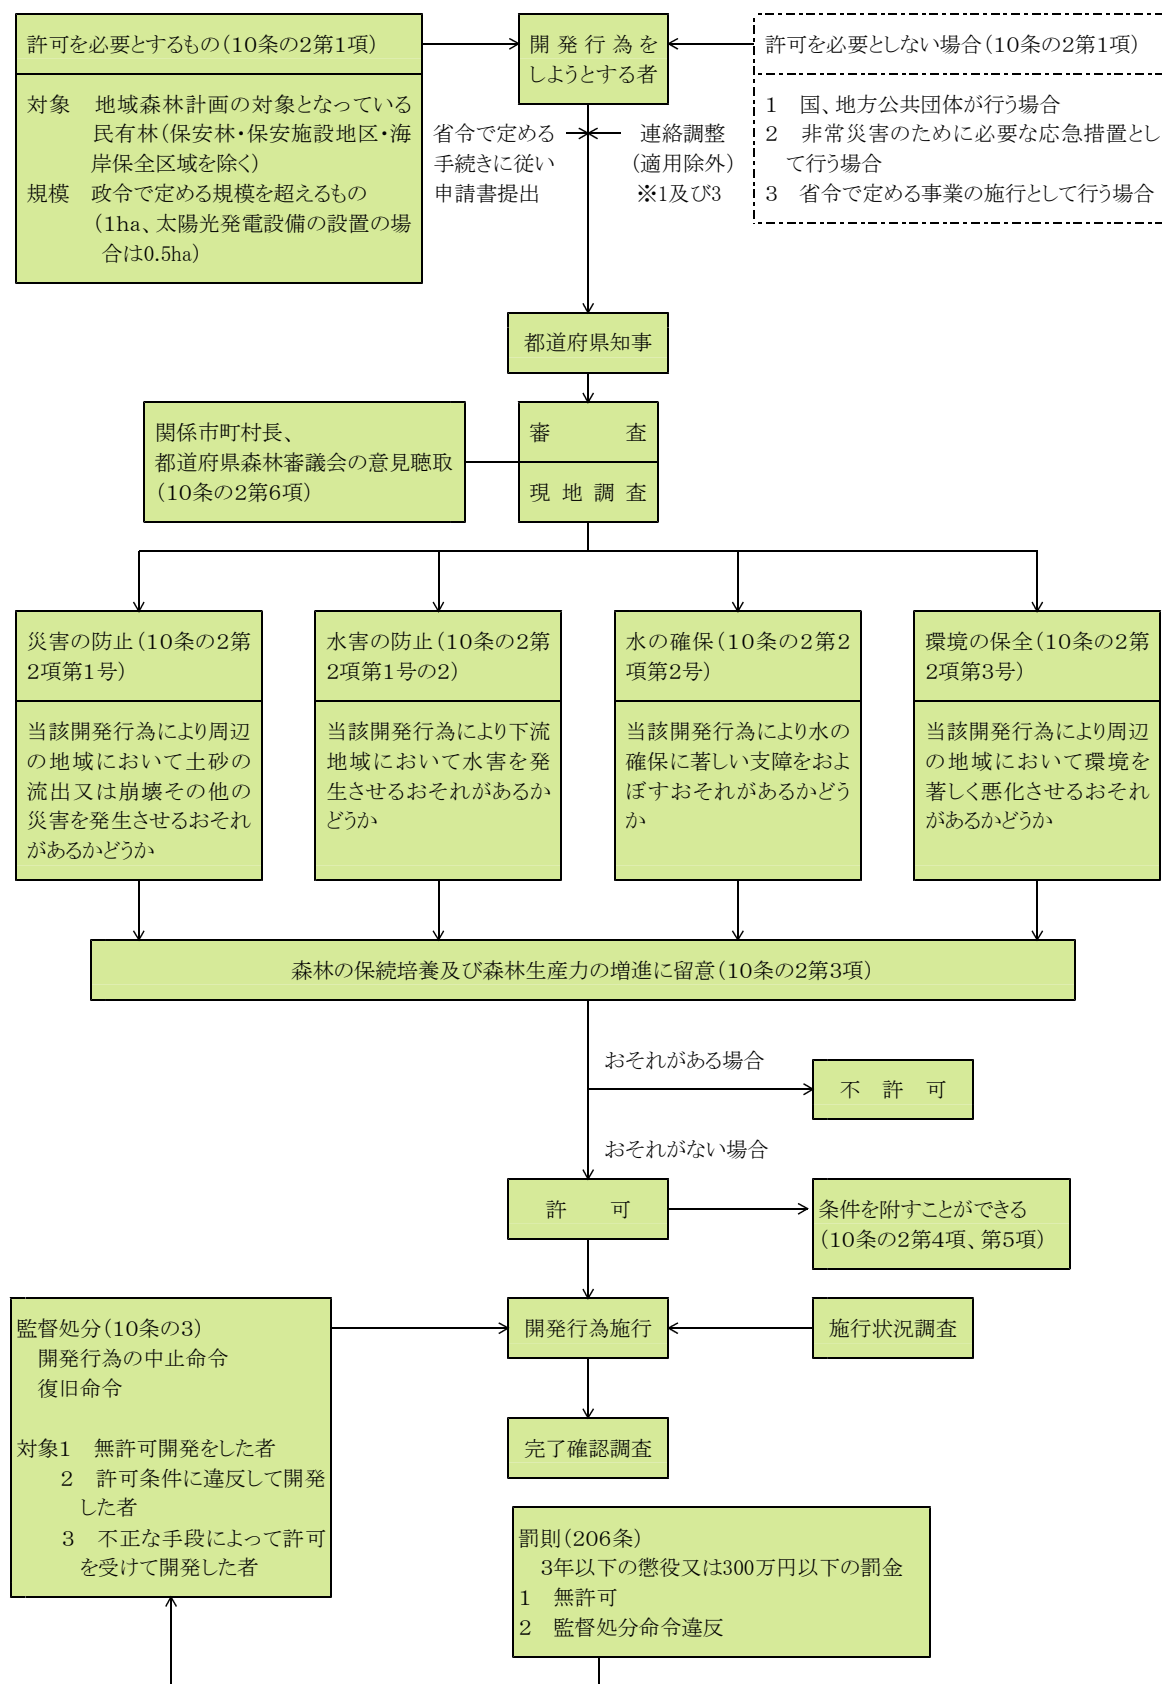 許可を必要とするもの（10条の2第1項）
対象　地域森林計画の対象となっている
民有林（保安林・保安施設地区・海
岸保全区域を除く）
規模　政令で定める規模を超えるもの
（1ha、太陽光発電設備の設置の場
合は0.5ha）
開発行為を
しようとする者
許可を必要としない場合（10条の2第1項）
1　国、地方公共団体が行う場合
2　非常災害のために必要な応急措置とし
て行う場合
3　省令で定める事業の施行として行う場合
省令で定める
手続きに従い
申請書提出
連絡調整
（適用除外）
※1及び3
都道府県知事
関係市町村長、
都道府県森林審議会の意見聴取
（10条の2第6項）
審　　　査
現地調査
災害の防止（10条の2第
2項第1号）
当該開発行為により周辺
の地域において土砂の
流出又は崩壊その他の
災害を発生させるおそれ
があるかどうか
水害の防止（10条の2第
2項第1号の2）
当該開発行為により下流
地域において水害を発
生させるおそれがあるか
どうか
水の確保（10条の2第2
項第2号）
当該開発行為により水の
確保に著しい支障をおよ
ぼすおそれがあるかどう
か
環境の保全（10条の2第
2項第3号）
当該開発行為により周辺
の地域において環境を
著しく悪化させるおそれ
があるかどうか
森林の保続培養及び森林生産力の増進に留意（10条の2第3項）
おそれがある場合
不　許　可
おそれがない場合
許　　可
条件を附すことができる
（10条の2第4項、第5項）
監督処分（10条の3）
開発行為の中止命令
復旧命令
対象1　無許可開発をした者
2　許可条件に違反して開発
した者
3　不正な手段によって許可
を受けて開発した者
開発行為施行
施行状況調査
完了確認調査
罰則（206条）
3年以下の懲役又は300万円以下の罰金
1　無許可
2　監督処分命令違反